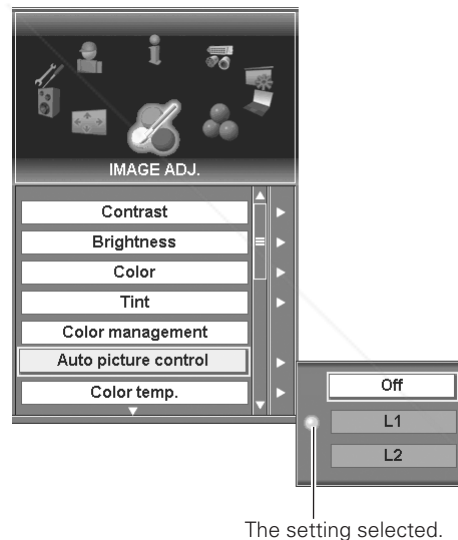 IMAGE ADJ.
Contrast
Brightness
Color
Tint
Color management
Auto picture control
Color temp.
Off
L1
L2
The setting selected.